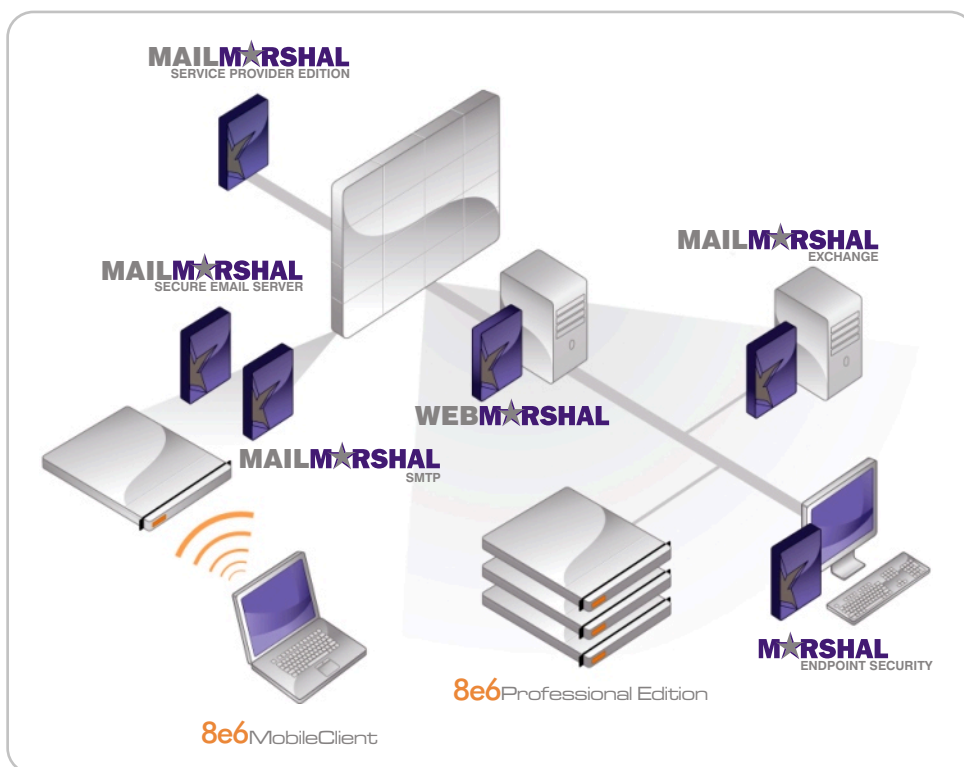 MAILMARSHAL
SERVICE PROVIDER EDITION
MAILMARSHAL
EXCHANGE
MAILMARSHAL
SECURE EMAIL SERVER
WEBMARSHAL
MAILMARSHAL
SMTP
MARSHAL
ENDPOINT SECURITY
8e6Professional Edition
8e6MobileClient